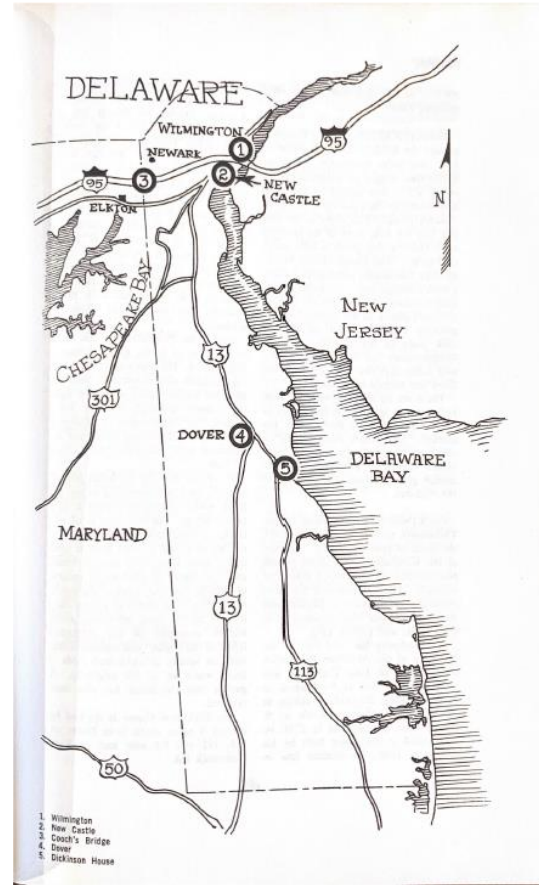 DELAWARE
WILMINGTON
1
95
NEWARK
2
NEW
CASTLE
95
3
ELKTON
N
CHESAPEAKE BAY
NEW
JERSEY
13
301
DOVER 4
5
DELAWARE
BAY
MARYLAND
13
113
50
1. Wilmington
2. New Castle
3. Cooch's Bridge
4. Dover
5. Dickinson House